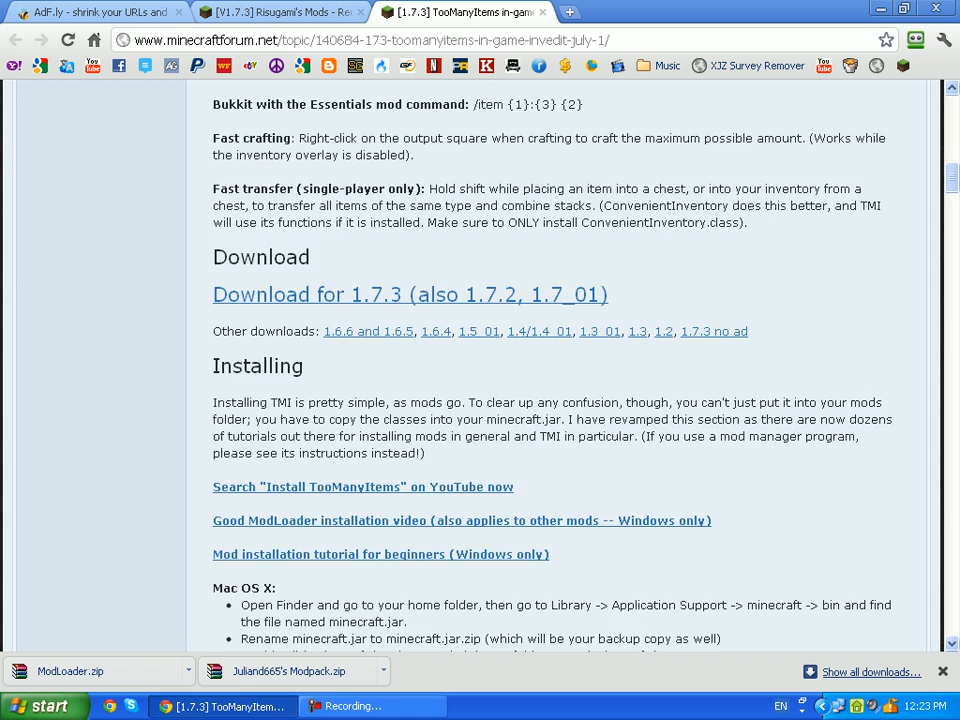 AdF.ly - shrink your URLs and
[V1.7.3] Risugami's Mods - Re
[1.7.3] TooManyItems in-gam
www.minecraftforum.net/topic/140684-173-toomanyitems-in-game-invedit-july-1/
Music
XJZ Survey Remover
Bukkit with the Essentials mod command: /item {1}:{3} {2}
Fast crafting: Right-click on the output square when crafting to craft the maximum possible amount. (Works while
the inventory overlay is disabled).
Fast transfer (single-player only): Hold shift while placing an item into a chest, or into your inventory from a
chest, to transfer all items of the same type and combine stacks. (ConvenientInventory does this better, and TMI
will use its functions if it is installed. Make sure to ONLY install ConvenientInventory.class).
Download
Download for 1.7.3 (also 1.7.2, 1.7_01)
Other downloads: 1.6.6 and 1.6.5, 1.6.4, 1.5_01, 1.4/1.4_01, 1.3_01, 1.3, 1.2, 1.7.3 no ad
Installing
Installing TMI is pretty simple, as mods go. To clear up any confusion, though, you can't just put it into your mods
folder; you have to copy the classes into your minecraft.jar. I have revamped this section as there are now dozens
of tutorials out there for installing mods in general and TMI in particular. (If you use a mod manager program,
please see its instructions instead!)
Search "Install TooManyItems" on YouTube now
Good ModLoader installation video (also applies to other mods -- Windows only)
Mod installation tutorial for beginners (Windows only)
Mac OS X:
• Open Finder and go to your home folder, then go to Library -> Application Support -> minecraft -> bin and find
the file named minecraft.jar.
• Rename minecraft.jar to minecraft.jar.zip (which will be your backup copy as well)
ModLoader.zip
Juliand665's Modpack.zip
Show all downloads...
start
[1.7.3] TooManyItem...
Recording...
EN
12:23 PM